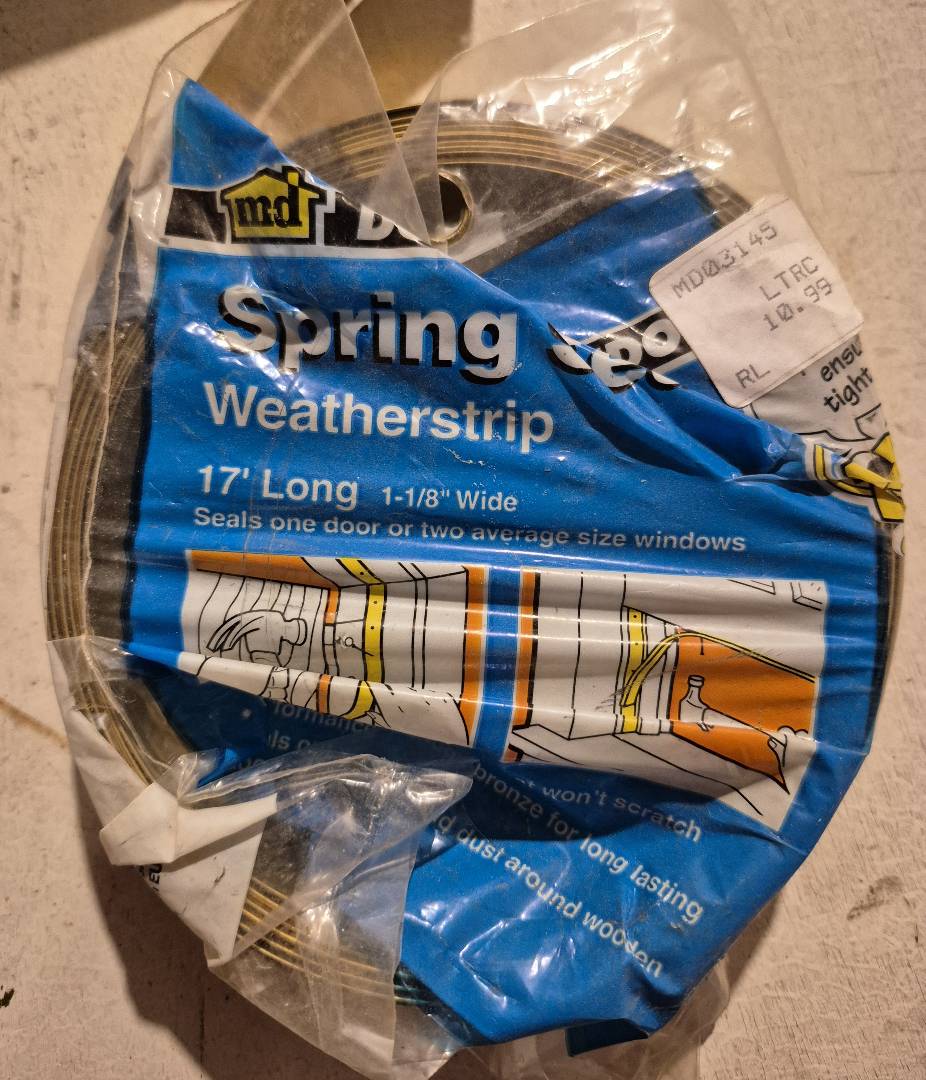 md
Spring
Weatherstrip
17' Long 1-1/8" Wide
Seals one door or two average size windows
MD03145
LTRC
10.99
RL
tight
won't scratch
bronze for long lasting
dust around wooden